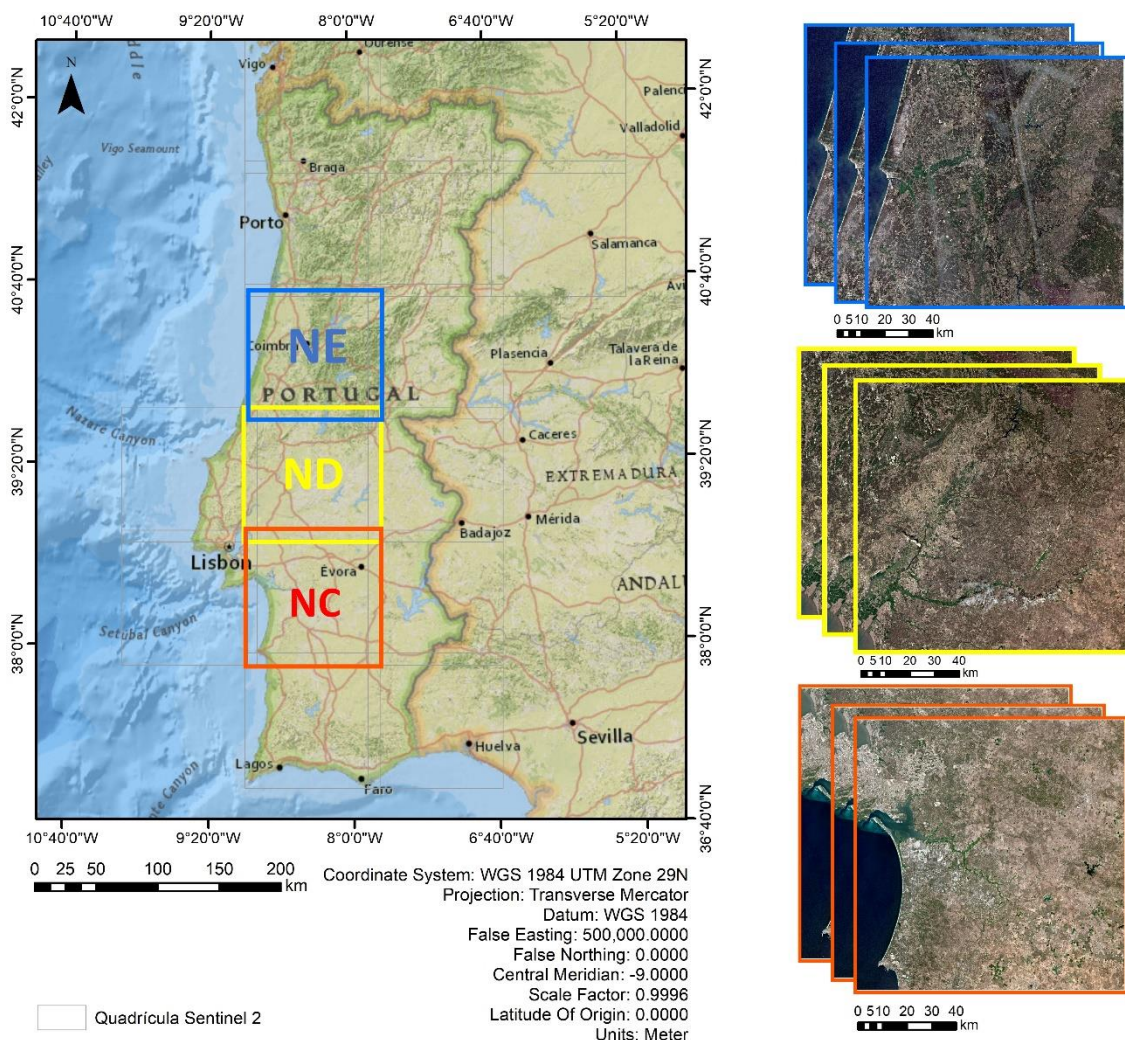 10°40'0"W 9°20'0"W 8°0'0"W 6°40'0"W 5°20'0"W
42°0'0"N
40°40'0"N
39°20'0"N
38°0'0"N
42°0'0"N
40°40'0"N
39°20'0"N
38°0'0"N
36°40'0"N
N
Vigo
Ourense
Palenci
Vigo Seamount
Valladolid
Braga
Porto
Salamanca
Avi
NE
Coimbra
Plasencia
Talavera de
la Reina
PORTUGAL
Nazare Canyon
Caceres
ND
EXTREMADURA
Mérida
Badajoz
Lisbon
Évora
ANDAL
NC
Setubal Canyon
Sevilla
Huelva
Lagos
Faro
Canyon
10°40'0"W 9°20'0"W 8°0'0"W 6°40'0"W 5°20'0"W
0 25 50 100 150 200
km
Coordinate System: WGS 1984 UTM Zone 29N
Projection: Transverse Mercator
Datum: WGS 1984
False Easting: 500,000.0000
False Northing: 0.0000
Central Meridian: -9.0000
Scale Factor: 0.9996
Latitude Of Origin: 0.0000
Units: Meter
Quadrícula Sentinel 2
0 5 10 20 30 40
km
0 5 10 20 30 40
km
0 5 10 20 30 40
km